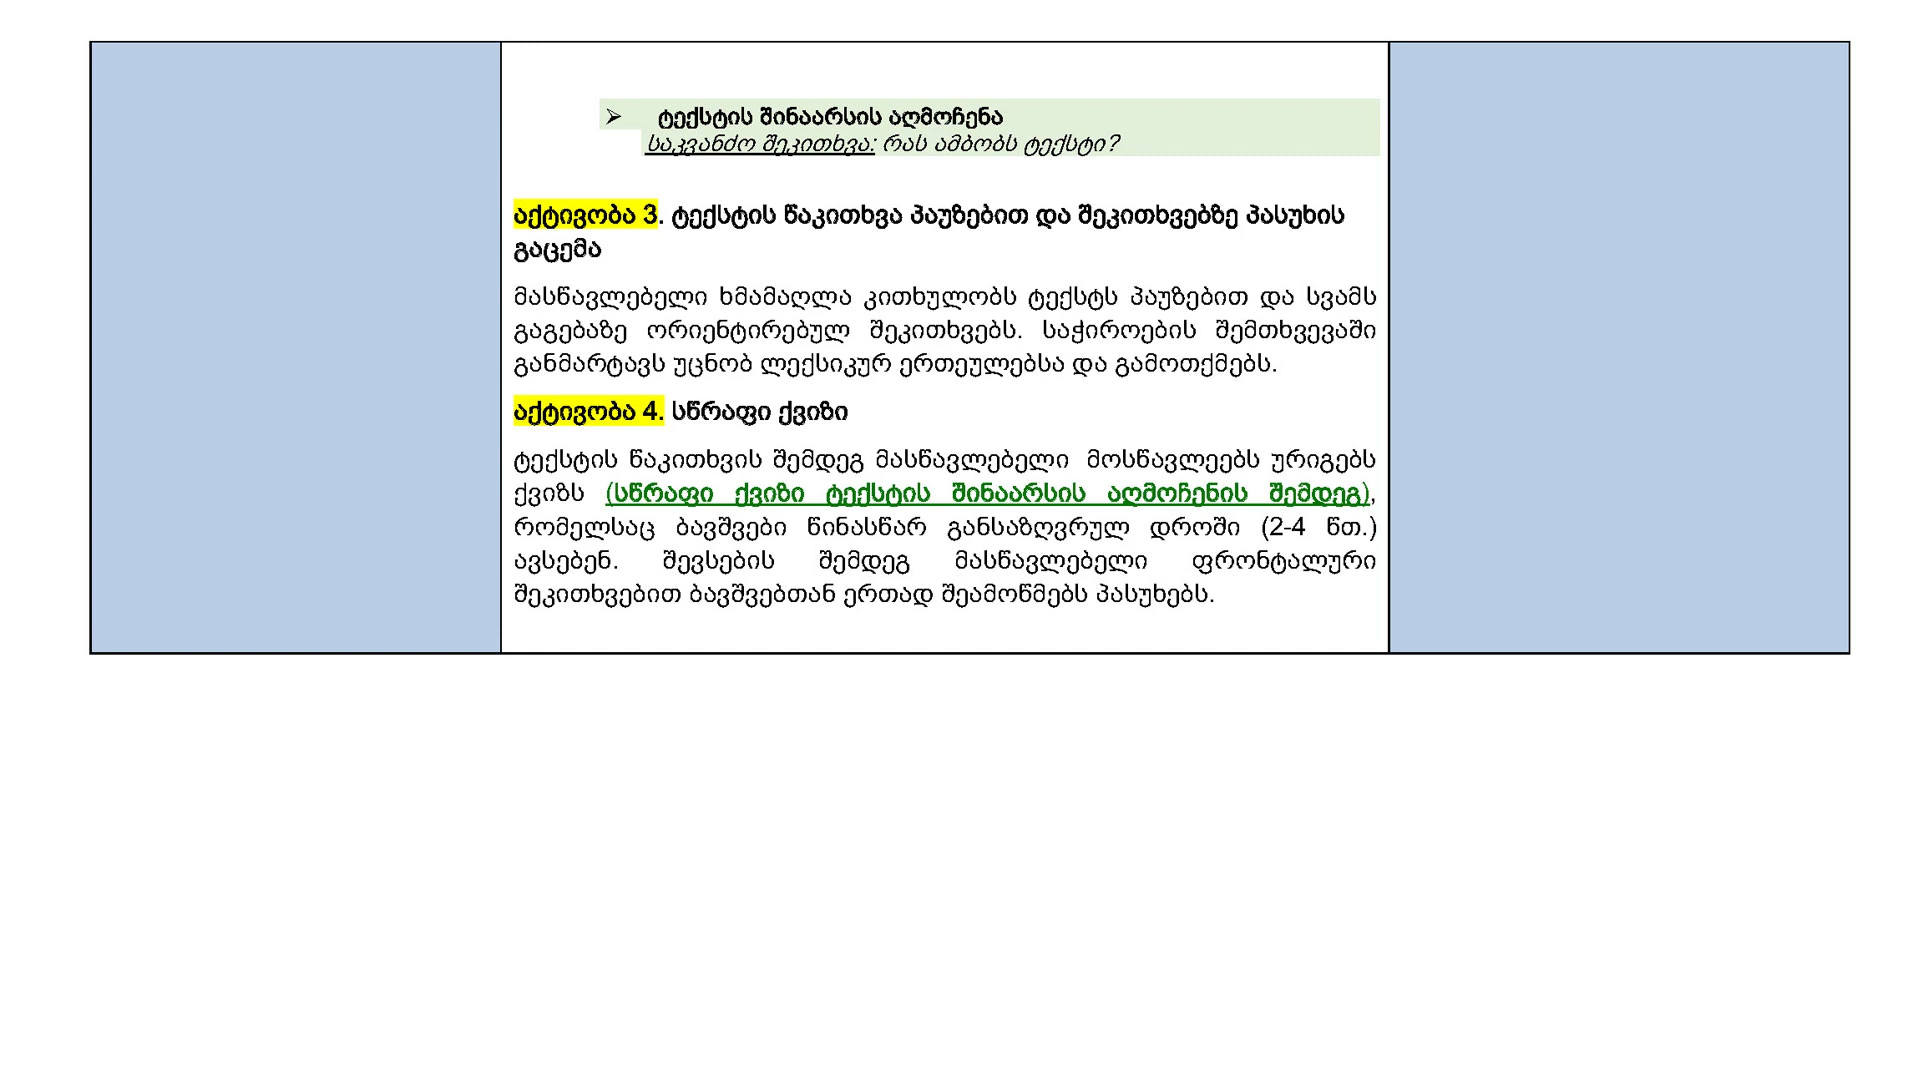 ➢ ტექსტის შინაარსის აღმოჩენა
საკვანძო შეკითხვა: რას ამბობს ტექსტი?
აქტივობა 3. ტექსტის წაკითხვა პაუზებით და შეკითხვებზე პასუხის
გაცემა
მასწავლებელი ხმამაღლა კითხულობს ტექსტს პაუზებით და სვამს
გაგებაზე ორიენტირებულ შეკითხვებს. საჭიროების შემთხვევაში
განმარტავს უცნობ ლექსიკურ ერთეულებსა და გამოთქმებს.
აქტივობა 4. სწრაფი ქვიზი
ტექსტის წაკითხვის შემდეგ მასწავლებელი მოსწავლეებს ურიგებს
ქვიზს (სწრაფი ქვიზი ტექსტის შინაარსის აღმოჩენის შემდეგ),
რომელსაც ბავშვები წინასწარ განსაზღვრულ დროში (2-4 წთ.)
ავსებენ. შევსების შემდეგ მასწავლებელი ფრონტალური
შეკითხვებით ბავშვებთან ერთად შეამოწმებს პასუხებს.